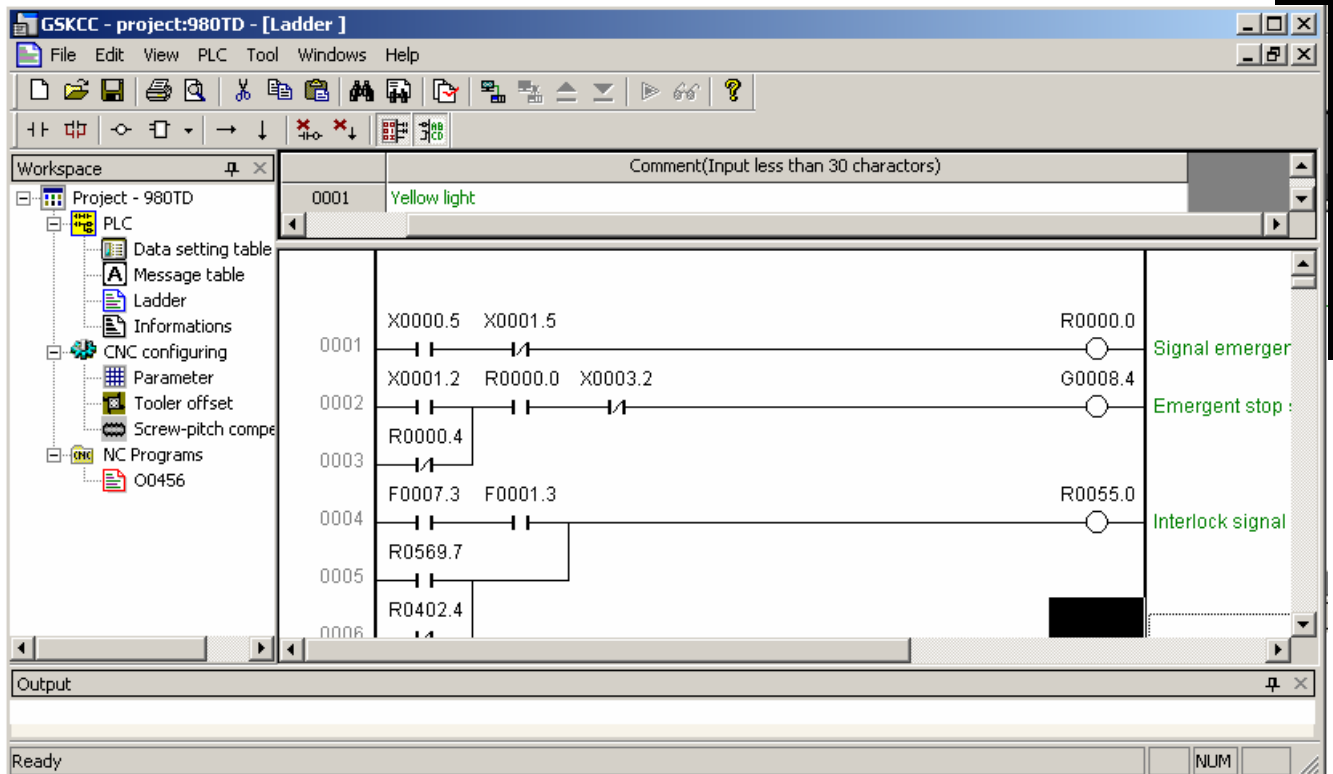 GSKCC - project:980TD - [Ladder ]
File Edit View PLC Tool Windows Help
Workspace
Project - 980TD
PLC
Data setting table
Message table
Ladder
Informations
CNC configuring
Parameter
Tooler offset
Screw-pitch compe
NC Programs
O0456
Comment(Input less than 30 charactors)
0001 Yellow light
X0000.5 X0001.5 R0000.0
0001 Signal emergen
X0001.2 R0000.0 X0003.2 G0008.4
0002 Emergent stop s
R0000.4
0003
F0007.3 F0001.3 R0055.0
0004 Interlock signal
R0569.7
0005
R0402.4
0006
Output
Ready NUM